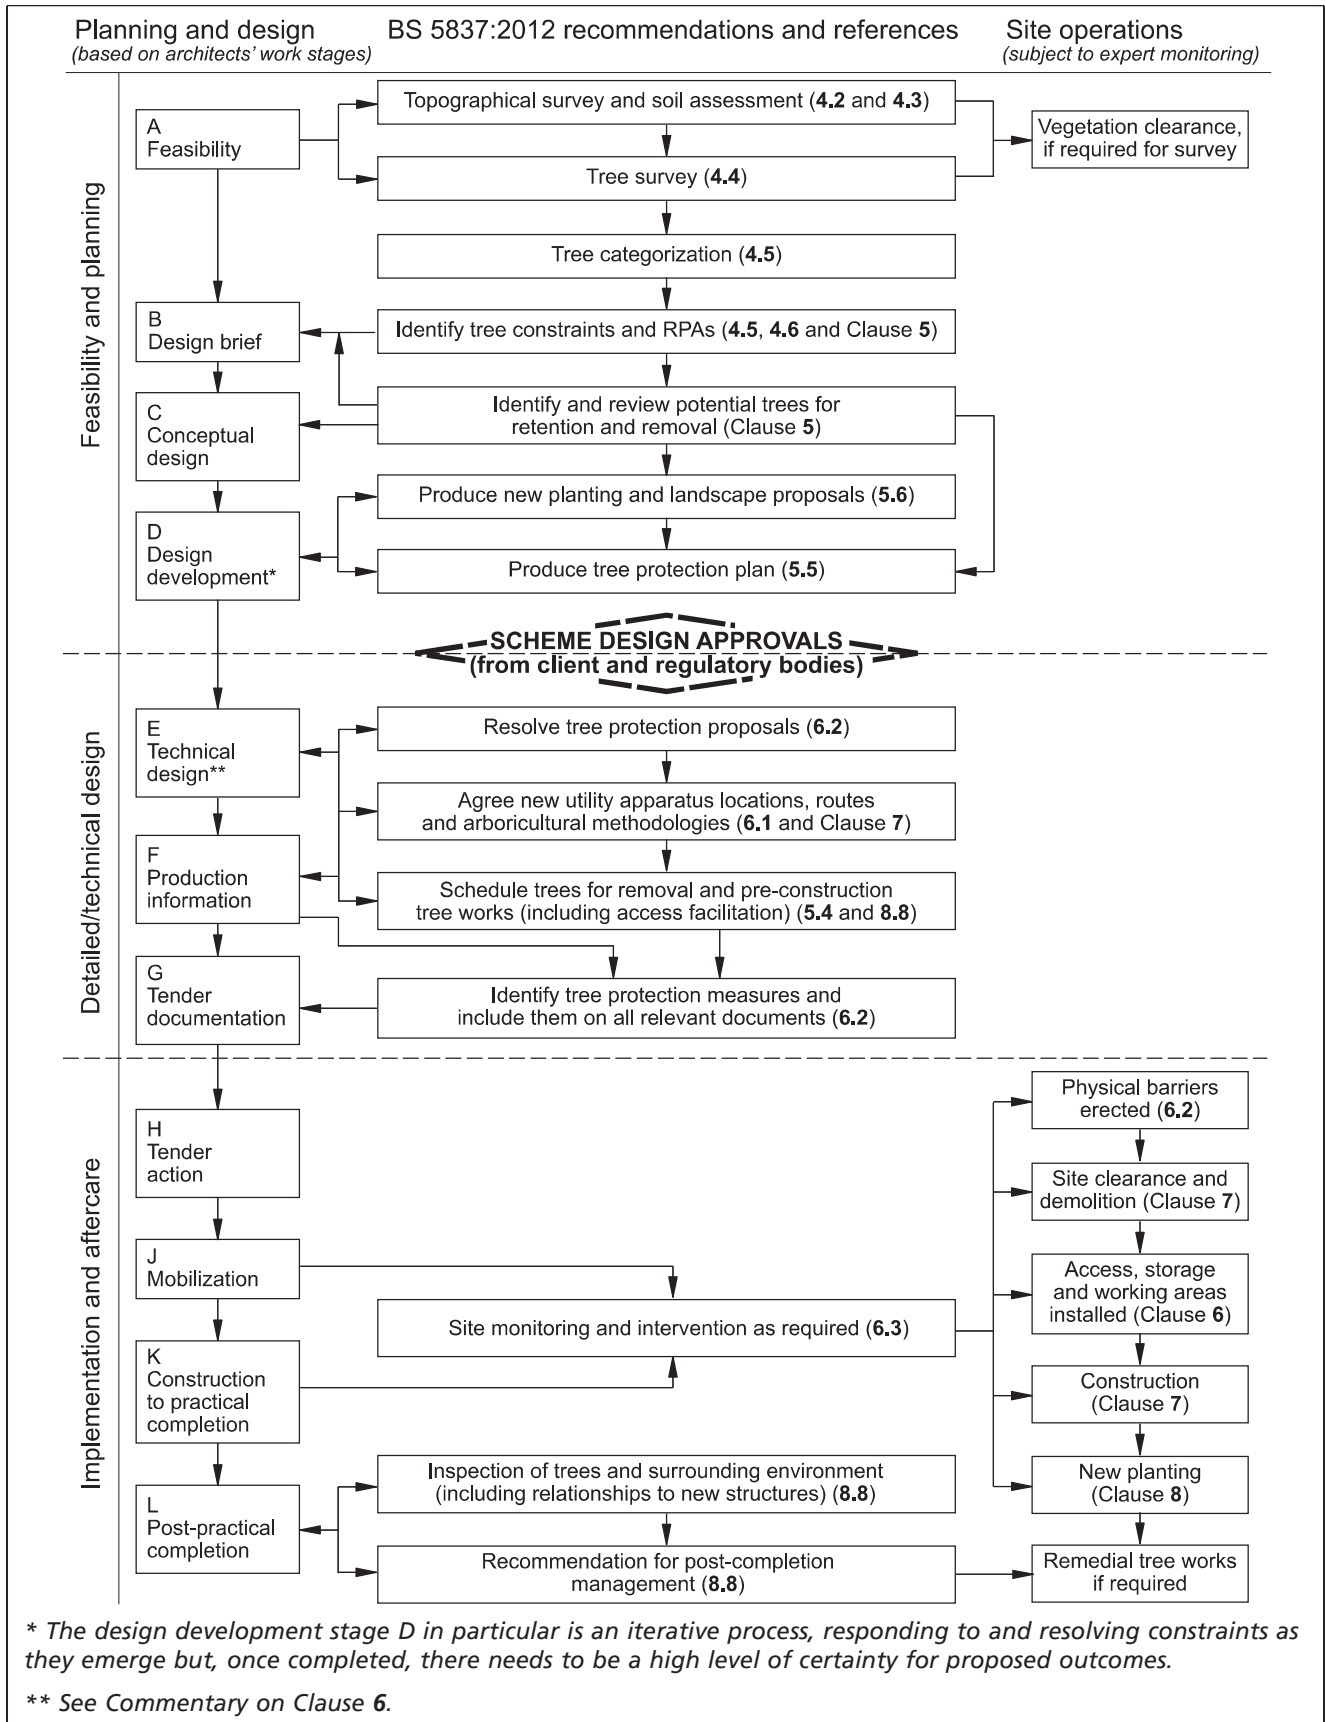 Planning and design
(based on architects' work stages)
BS 5837:2012 recommendations and references
Site operations
(subject to expert monitoring)
Feasibility and planning
A
Feasibility
Topographical survey and soil assessment (4.2 and 4.3)
Vegetation clearance,
if required for survey
Tree survey (4.4)
Tree categorization (4.5)
B
Design brief
Identify tree constraints and RPAs (4.5, 4.6 and Clause 5)
C
Conceptual
design
Identify and review potential trees for
retention and removal (Clause 5)
Produce new planting and landscape proposals (5.6)
D
Design
development*
Produce tree protection plan (5.5)
SCHEME DESIGN APPROVALS
(from client and regulatory bodies)
Detailed/technical design
E
Technical
design**
Resolve tree protection proposals (6.2)
Agree new utility apparatus locations, routes
and arboricultural methodologies (6.1 and Clause 7)
F
Production
information
Schedule trees for removal and pre-construction
tree works (including access facilitation) (5.4 and 8.8)
G
Tender
documentation
Identify tree protection measures and
include them on all relevant documents (6.2)
Implementation and aftercare
H
Tender
action
J
Mobilization
Site monitoring and intervention as required (6.3)
K
Construction
to practical
completion
Physical barriers
erected (6.2)
Site clearance and
demolition (Clause 7)
Access, storage
and working areas
installed (Clause 6)
Construction
(Clause 7)
New planting
(Clause 8)
L
Post-practical
completion
Inspection of trees and surrounding environment
(including relationships to new structures) (8.8)
Recommendation for post-completion
management (8.8)
Remedial tree works
if required
* The design development stage D in particular is an iterative process, responding to and resolving constraints as
they emerge but, once completed, there needs to be a high level of certainty for proposed outcomes.
** See Commentary on Clause 6.